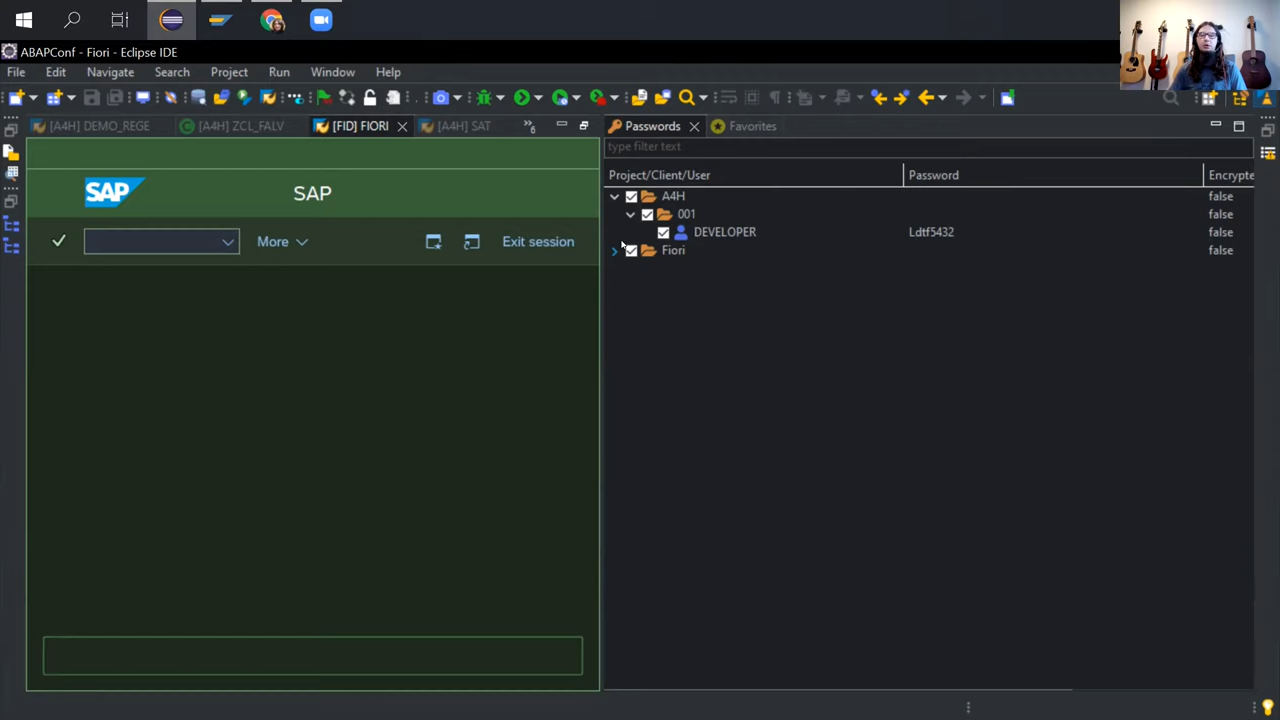 ABAPConf - Fiori - Eclipse IDE
File Edit Navigate Search Project Run Window Help
[A4H] DEMO_REGE [A4H] ZCL_FALV [FID] FIORI [A4H] SAT 6
Passwords Favorites
type filter text
Project/Client/User Password Encrypte
SAP SAP
A4H false
001 false
DEVELOPER Ldtf5432 false
More Exit session
Fiori false